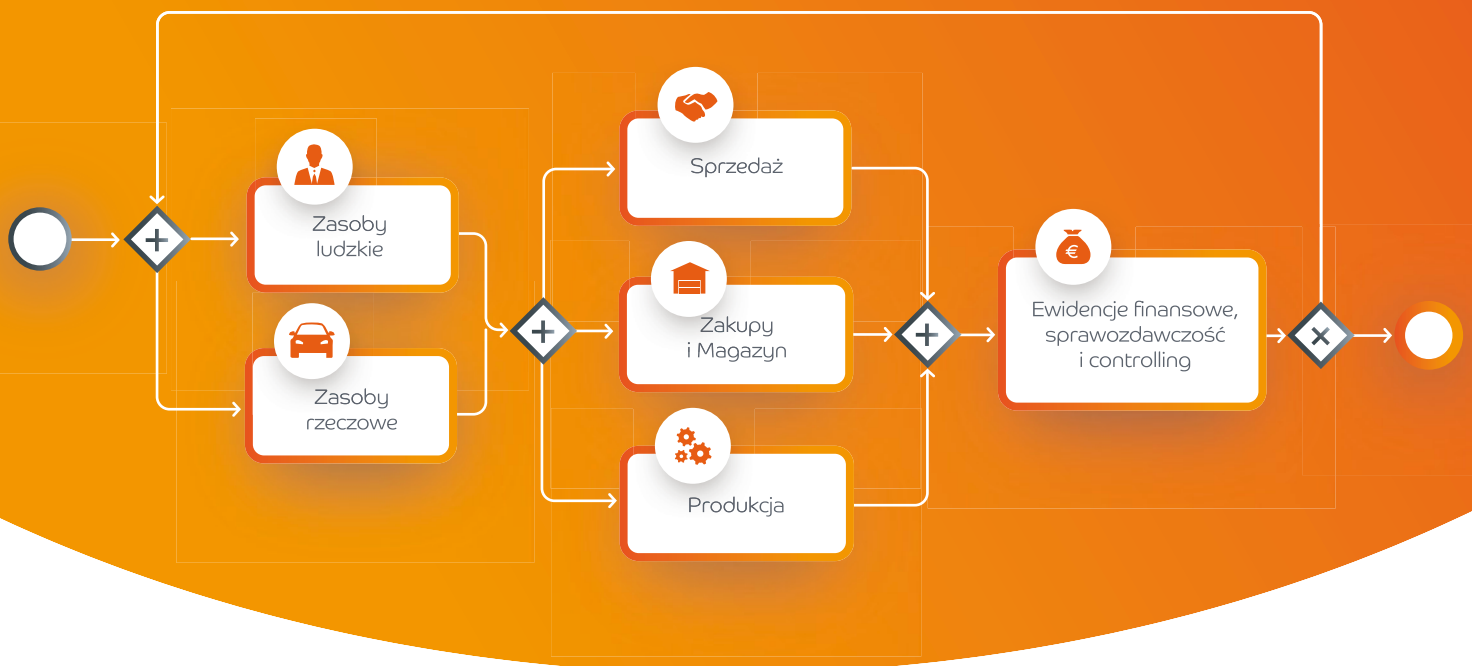 Zasoby
ludzkie
Zasoby
rzeczowe
Sprzedaż
Zakupy
i Magazyn
Produkcja
€
Ewidencje finansowe,
sprawozdawczość
i controlling